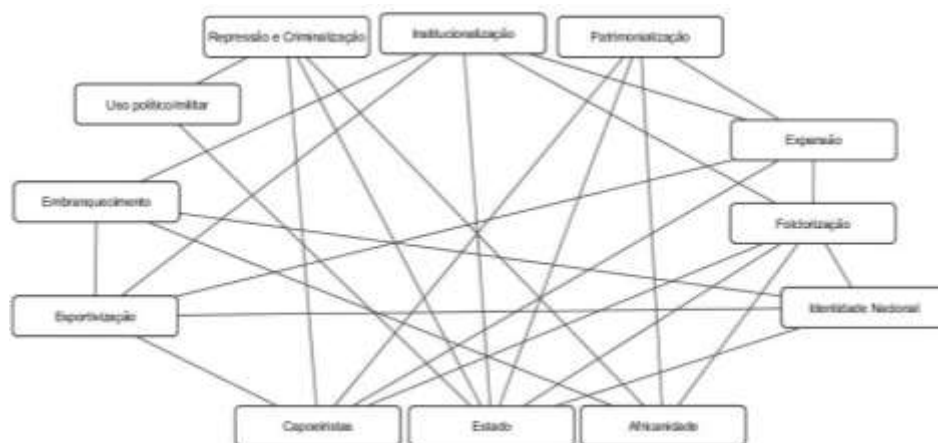 Repressão e Criminalização
Institucionalização
Patrimonialização
Uso político/militar
Expansão
Embranquecimento
Folclorização
Esportivização
Identidade Nacional
Capoeiristas
Estado
Africanidade